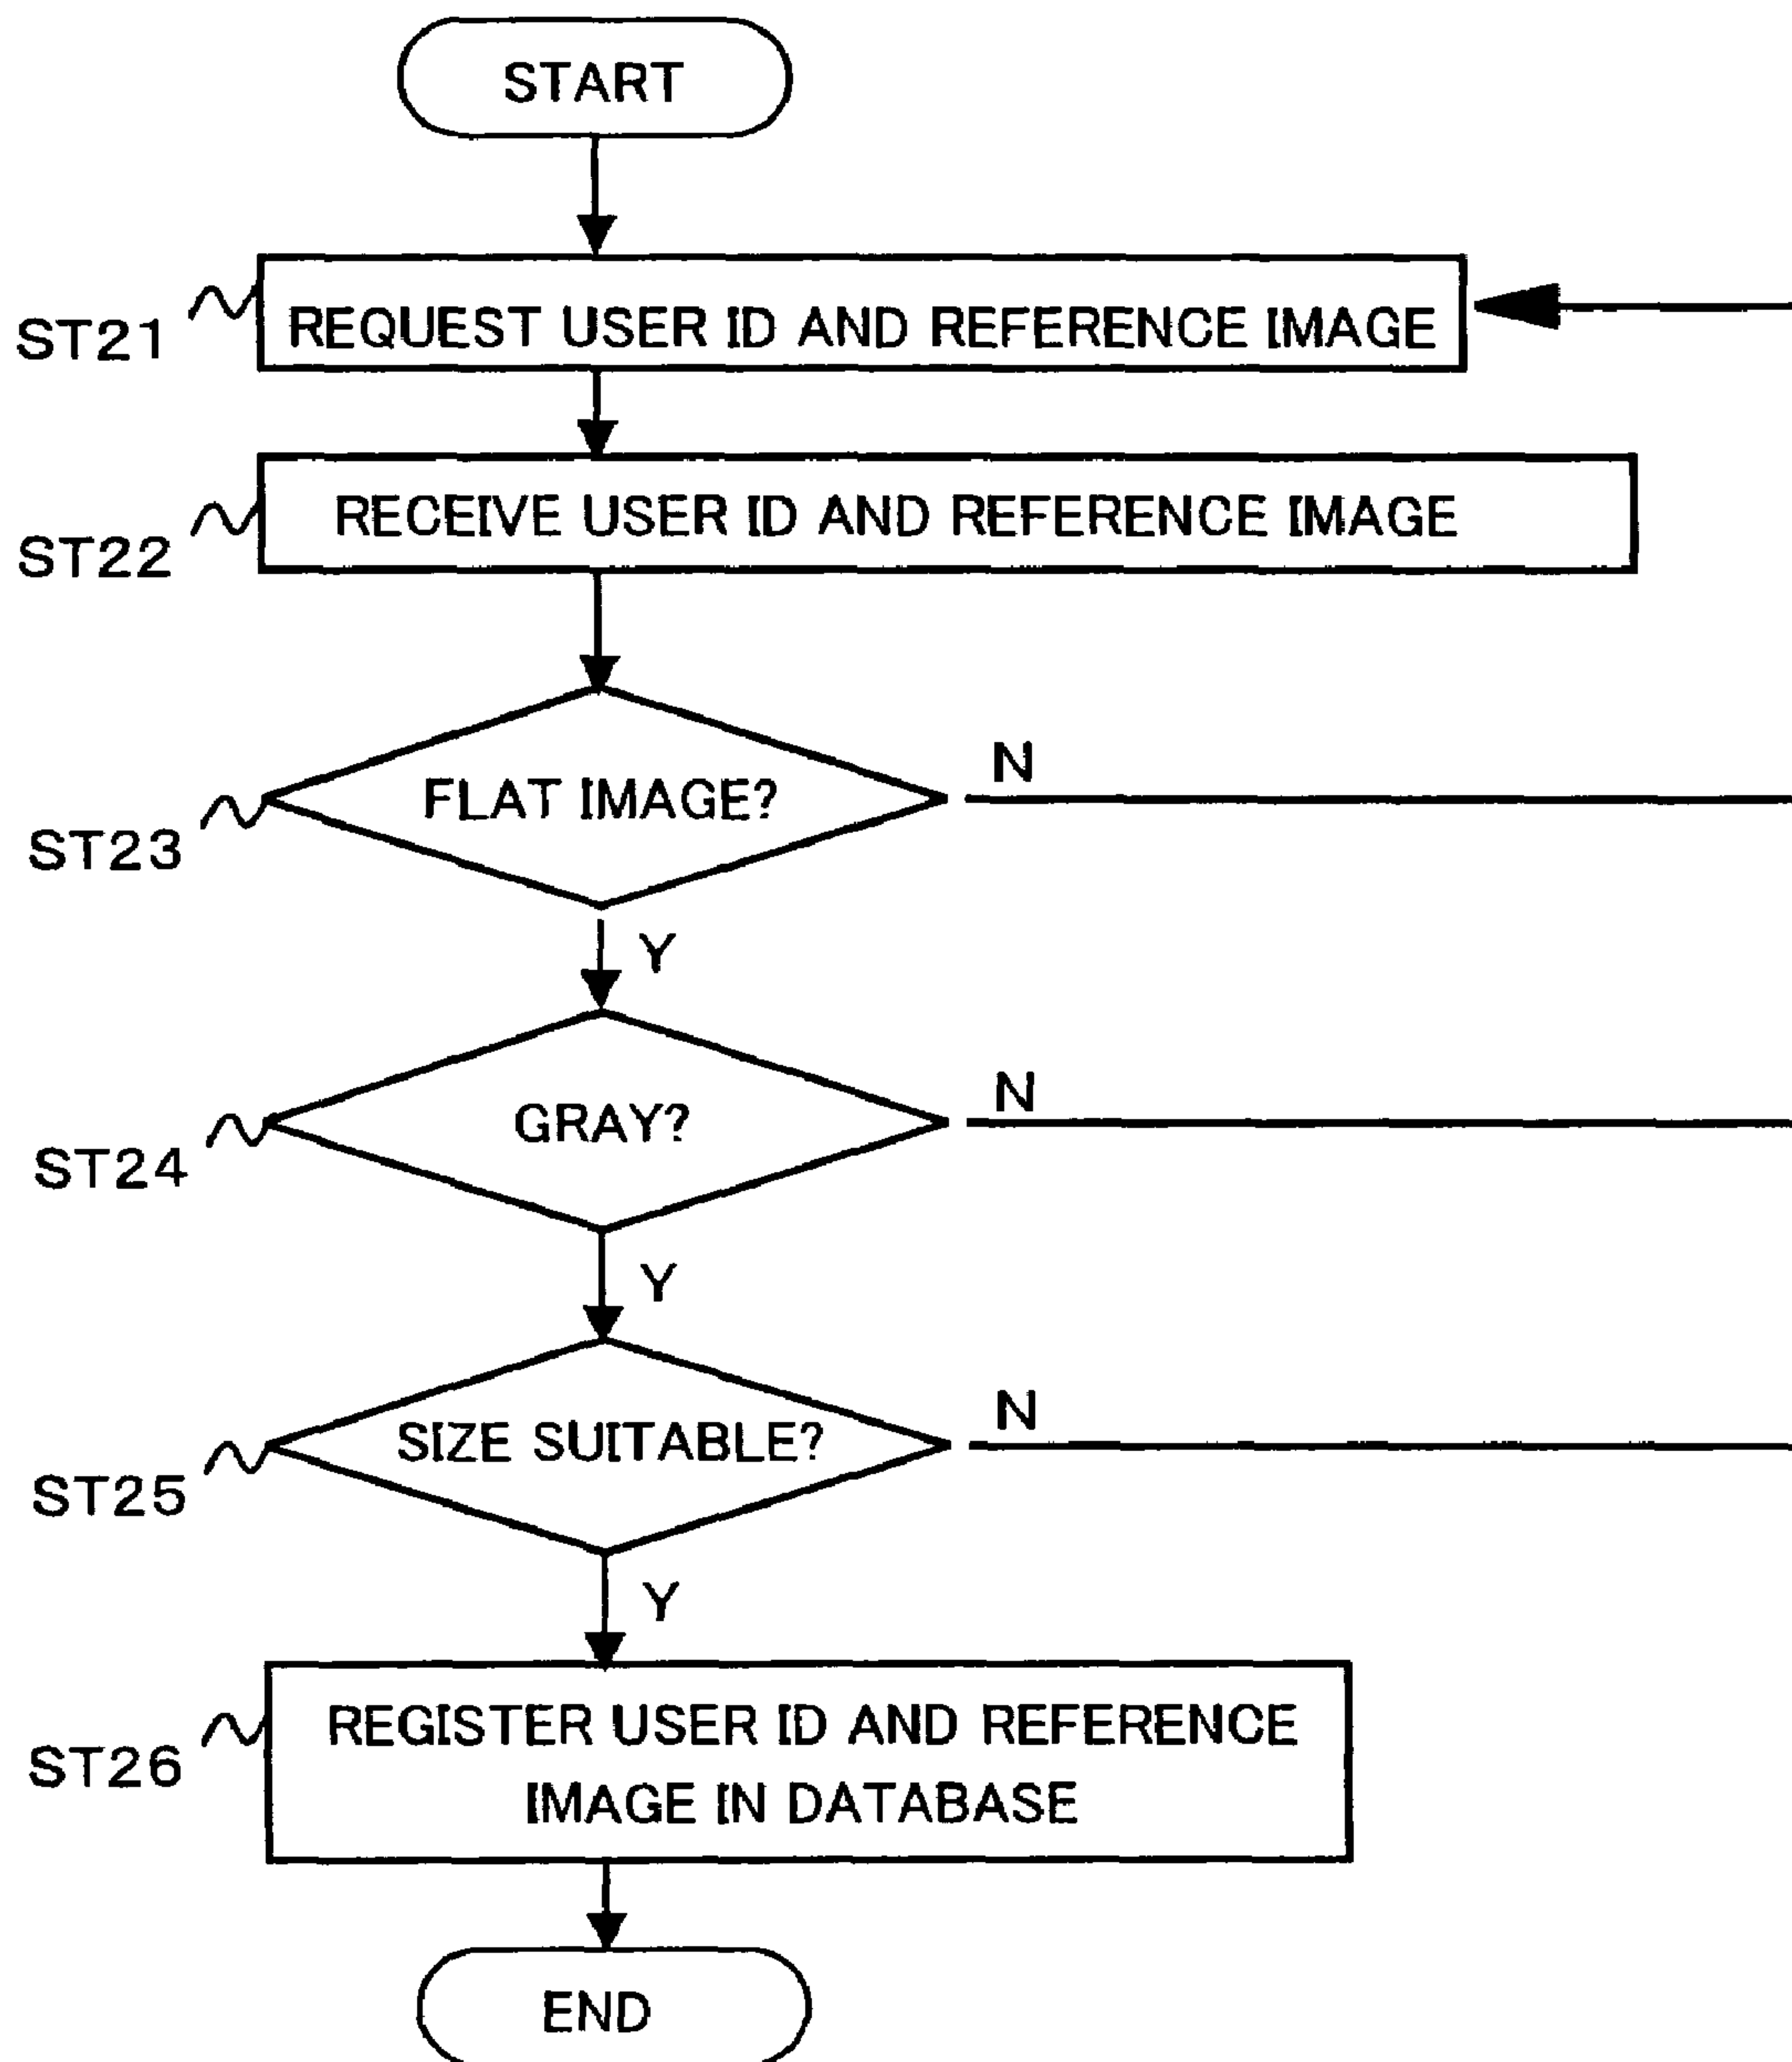 START
ST21
REQUEST USER ID AND REFERENCE IMAGE
ST22
RECEIVE USER ID AND REFERENCE IMAGE
ST23
FLAT IMAGE?
N
Y
ST24
GRAY?
N
Y
ST25
SIZE SUITABLE?
N
Y
ST26
REGISTER USER ID AND REFERENCE
IMAGE IN DATABASE
END